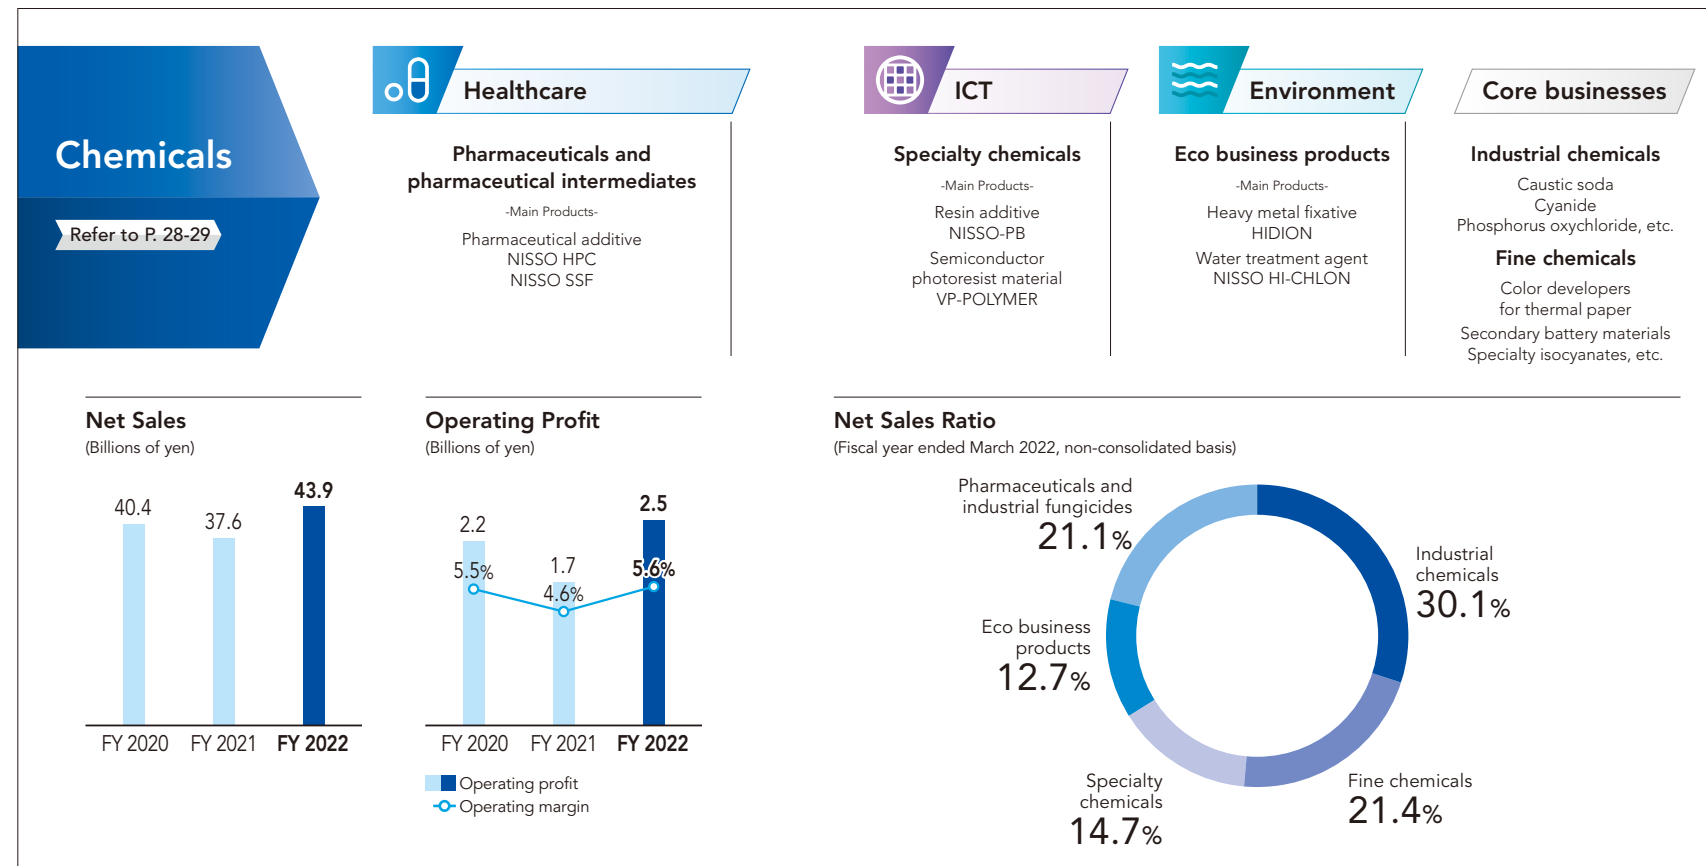 Chemicals
Refer to P. 28-29
Healthcare
Pharmaceuticals and
pharmaceutical intermediates
-Main Products-
Pharmaceutical additive
NISSO HPC
NISSO SSF
ICT
Specialty chemicals
-Main Products-
Resin additive
NISSO-PB
Semiconductor
photoresist material
VP-POLYMER
Environment
Eco business products
-Main Products-
Heavy metal fixative
HIDION
Water treatment agent
NISSO HI-CHLON
Core businesses
Industrial chemicals
Caustic soda
Cyanide
Phosphorus oxychloride, etc.
Fine chemicals
Color developers
for thermal paper
Secondary battery materials
Specialty isocyanates, etc.
Net Sales
(Billions of yen)
40.4
37.6
43.9
FY 2020
FY 2021
FY 2022
Operating Profit
(Billions of yen)
2.2
1.7
2.5
5.5%
4.6%
5.6%
FY 2020
FY 2021
FY 2022
Operating profit
Operating margin
Net Sales Ratio
(Fiscal year ended March 2022, non-consolidated basis)
Pharmaceuticals and
industrial fungicides
21.1%
Industrial
chemicals
30.1%
Eco business
products
12.7%
Specialty
chemicals
14.7%
Fine chemicals
21.4%